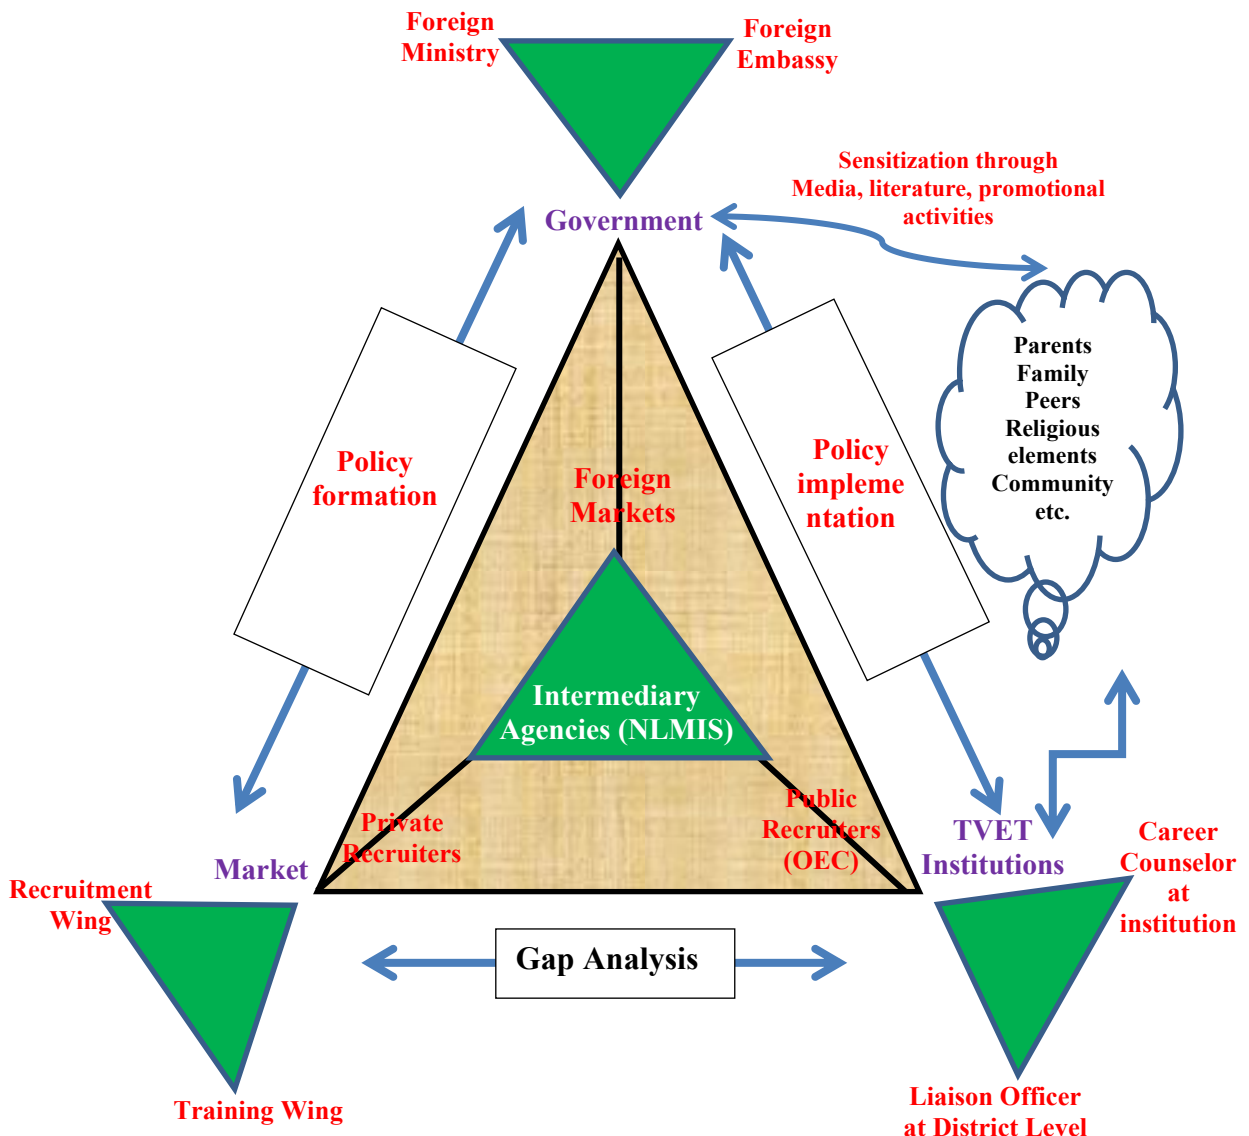 Foreign
Ministry
Foreign
Embassy
Sensitization through
Media, literature, promotional
activities
Government
Parents
Family
Peers
Religious
elements
Community
etc.
Policy
formation
Foreign
Markets
Policy
impleme
ntation
Intermediary
Agencies (NLMIS)
Private
Recruiters
Public
Recruiters
(OEC)
Market
TVET
Institutions
Career
Counselor
at
institution
Recruitment
Wing
Gap Analysis
Training Wing
Liaison Officer
at District Level